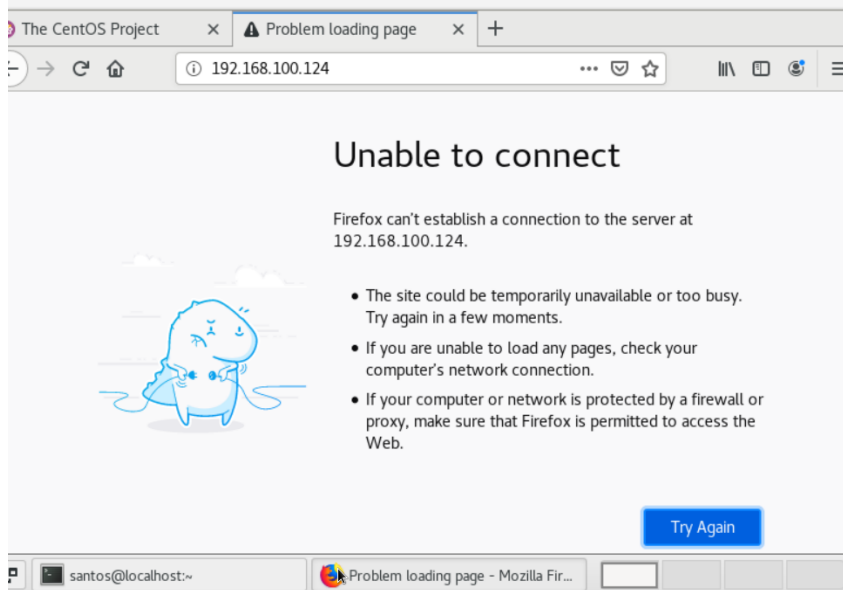 The CentOS Project
Problem loading page
192.168.100.124
Unable to connect
Firefox can't establish a connection to the server at
192.168.100.124.
• The site could be temporarily unavailable or too busy.
Try again in a few moments.
• If you are unable to load any pages, check your
computer's network connection.
• If your computer or network is protected by a firewall or
proxy, make sure that Firefox is permitted to access the
Web.
Try Again
santos@localhost:~
Problem loading page - Mozilla Fir...